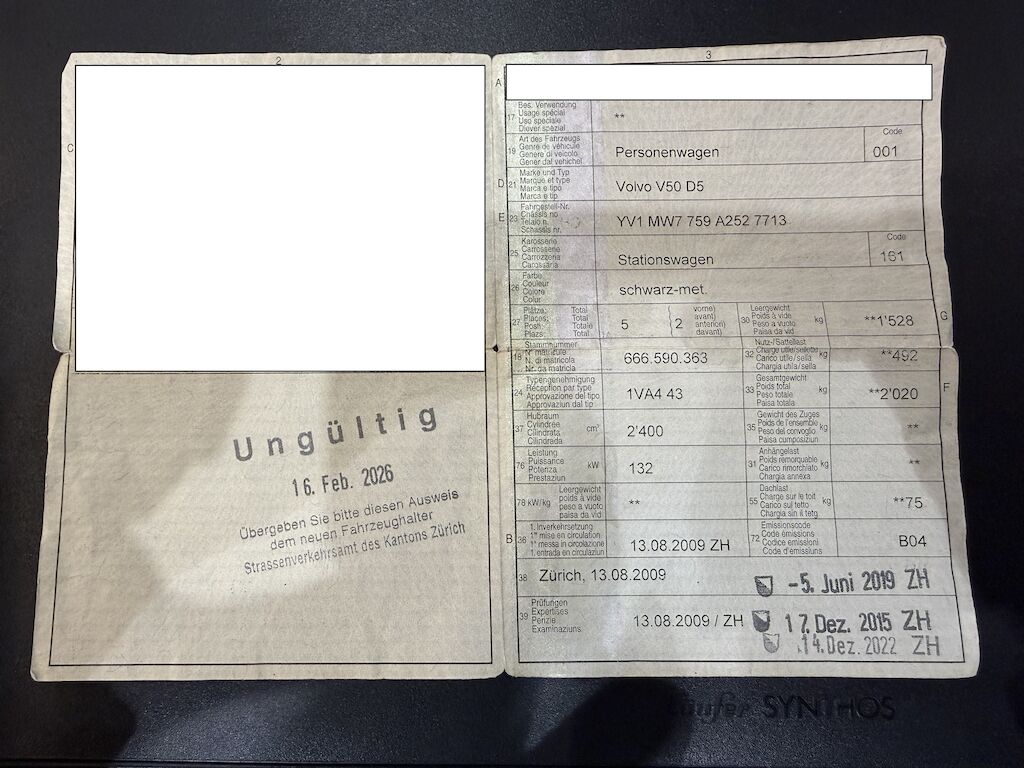 2
C
Ungültig
16. Feb. 2026
Übergeben Sie bitte diesen Ausweis
dem neuen Fahrzeughalter
Strassenverkehrsamt des Kantons Zürich
3
A
17
Bes. Verwendung
Usage spécial
Uso speciale
Diever spezial
**
19
Art des Fahrzeugs
Genre de véhicule
Genere di veicolo
Gener dal vehichel
Personenwagen
Code
001
D 21
Marke und Typ
Marque et type
Marca e tipo
Marca e tip
Volvo V50 D5
E 23
Fahrgestell-Nr.
Châssis no
Telaio n.
Schassis nr.
YV1 MW7 759 A252 7713
25
Karosserie
Carrosserie
Carrozzeria
Carossaria
Stationswagen
Code
161
26
Farbe
Couleur
Colore
Colur
schwarz-met.
27
Plätze: Total
Places: Total
Posti: Totale
Plazs: Total
5
2
vorne)
avant)
anteriori)
davant)
30
Leergewicht
Poids à vide
Peso a vuoto
Paisa da vid
kg
**1'528
G
18
Stammnummer
N° matricule
N. di matricola
Nr. da matricla
666.590.363
32
Nutz-/Sattellast
Charge utile/sellette
Carico utile/sella
Chargia utila/sella
kg
**492
24
Typengenehmigung
Réception par type
Approvazione del tipo
Approvaziun dal tip
1VA4 43
33
Gesamtgewicht
Poids total
Peso totale
Paisa totala
kg
**2'020
F
37
Hubraum
Cylindrée
Cilindrata
Cilindrada
cm³
2'400
35
Gewicht des Zuges
Poids de l'ensemble
Peso del convoglio
Paisa cumposiziun
kg
**
76
Leistung
Puissance
Potenza
Prestaziun
kW
132
31
Anhängelast
Poids remorquable
Carico rimorchiato
Chargia annexa
kg
**
78 kW/kg
Leergewicht
poids à vide
peso a vuoto
paisa da vid
**
55
Dachlast
Charge sur le toit
Carico sul tetto
Chargia sin il tetg
kg
**75
B 36
1. Inverkehrsetzung
1re mise en circulation
1a messa in circolazione
1. entrada en circulaziun
13.08.2009 ZH
72
Emissionscode
Code émissions
Codice emissioni
Code d'emissiuns
B04
38 Zürich, 13.08.2009
-5. Juni 2019 ZH
39
Prüfungen
Expertises
Perizie
Examinaziuns
13.08.2009 / ZH
17. Dez. 2015 ZH
14. Dez. 2022 ZH
Läufer SYNTHOS